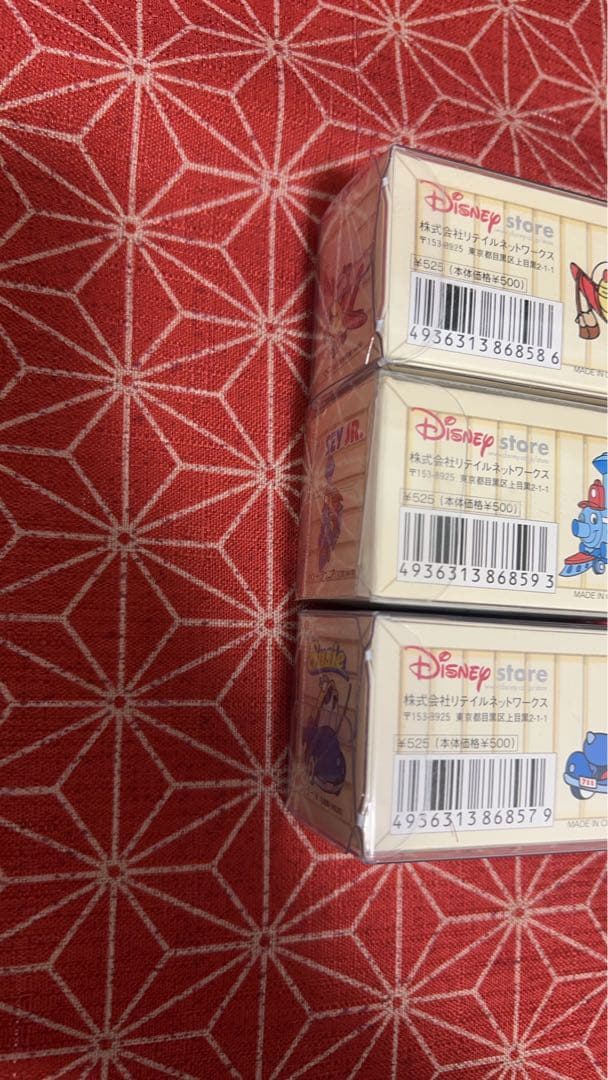 Disney store
株式会社リテイルネットワークス
〒153-8925 東京都目黒区上目黒2-1-1
¥525 (本体価格¥500)
4936313868586
MADE IN
SEY JR.
Disney store
株式会社リテイルネットワークス
〒153-8925 東京都目黒区上目黒2-1-1
¥525 (本体価格¥500)
4936313868593
MADE IN
Susie
Disney store
株式会社リテイルネットワークス
〒153-8925 東京都目黒区上目黒2-1-1
¥525 (本体価格¥500)
4936313868579
MADE IN C